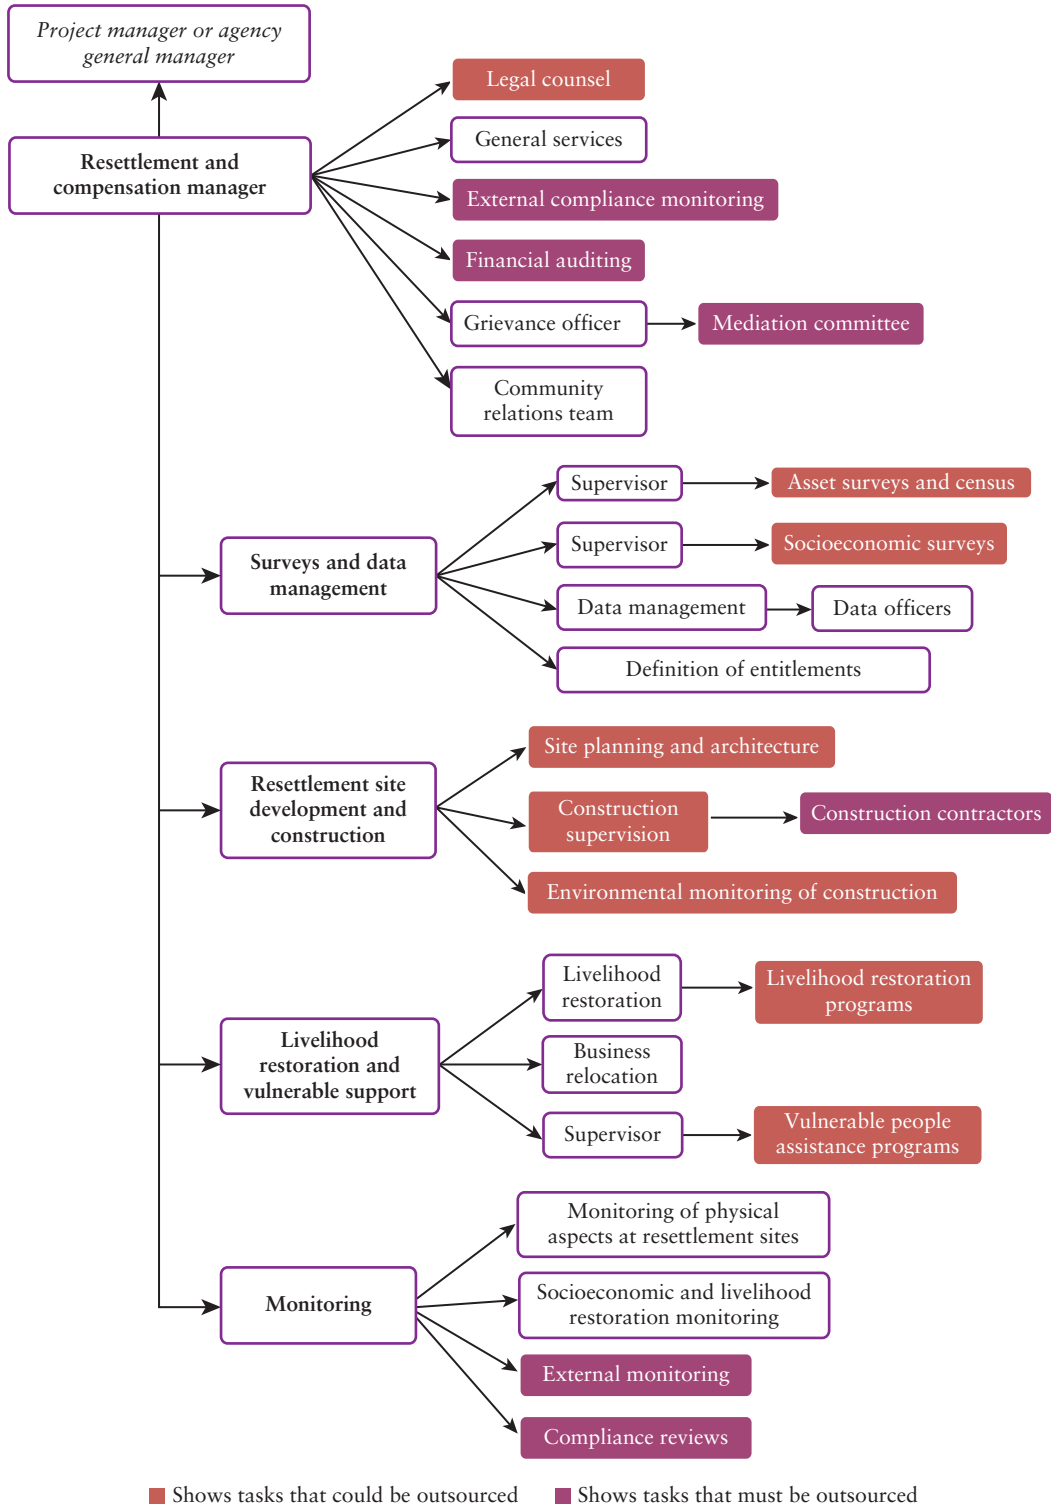 Project manager or agency
general manager
Resettlement and
compensation manager
Legal counsel
General services
External compliance monitoring
Financial auditing
Grievance officer
Mediation committee
Community
relations team
Surveys and data
management
Supervisor
Asset surveys and census
Supervisor
Socioeconomic surveys
Data management
Data officers
Definition of entitlements
Resettlement site
development and
construction
Site planning and architecture
Construction
supervision
Construction contractors
Environmental monitoring of construction
Livelihood
restoration and
vulnerable support
Livelihood
restoration
Livelihood restoration
programs
Business
relocation
Supervisor
Vulnerable people
assistance programs
Monitoring
Monitoring of physical
aspects at resettlement sites
Socioeconomic and livelihood
restoration monitoring
External monitoring
Compliance reviews
Shows tasks that could be outsourced
Shows tasks that must be outsourced